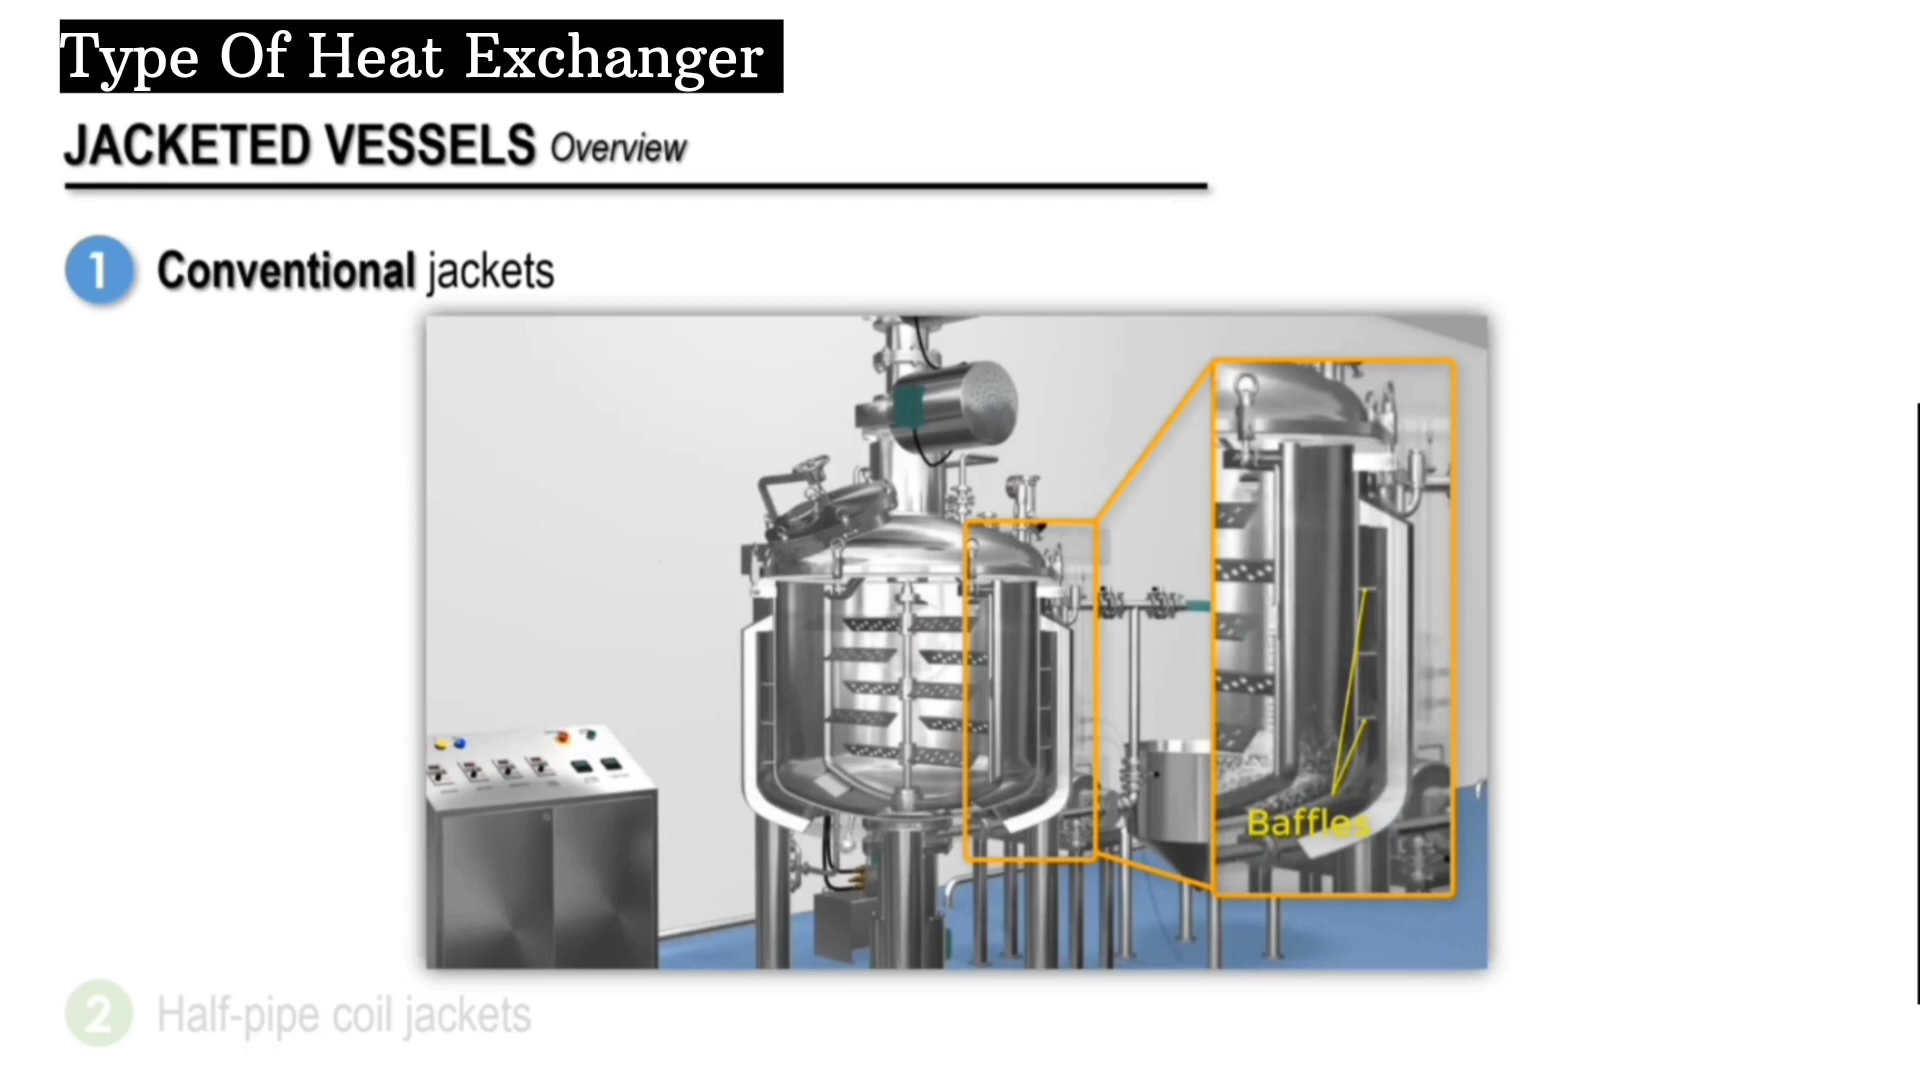 Type Of Heat Exchanger
JACKETED VESSELS Overview
1 Conventional jackets
Baffles
2 Half-pipe coil jackets